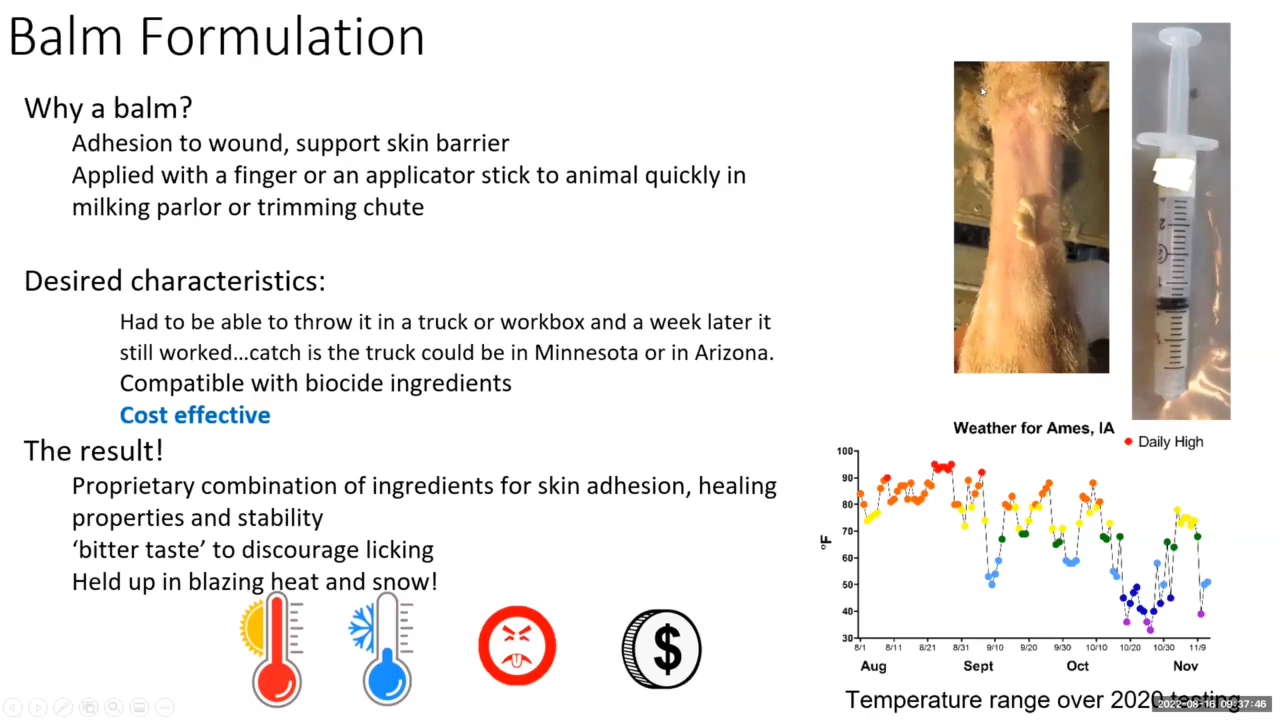 Balm Formulation
Why a balm?
Adhesion to wound, support skin barrier
Applied with a finger or an applicator stick to animal quickly in
milking parlor or trimming chute
Desired characteristics:
Had to be able to throw it in a truck or workbox and a week later it
still worked…catch is the truck could be in Minnesota or in Arizona.
Compatible with biocide ingredients
Cost effective
The result!
Proprietary combination of ingredients for skin adhesion, healing
properties and stability
‘bitter taste’ to discourage licking
Held up in blazing heat and snow!
$
Weather for Ames, IA
Daily High
100
90
80
70
60
50
40
30
°F
8/1 8/11 8/21 8/31 9/10 9/20 9/30 10/10 10/20 10/30 11/9
Aug Sept Oct Nov
Temperature range over 2020 testing
2022-08-16 09:37:46